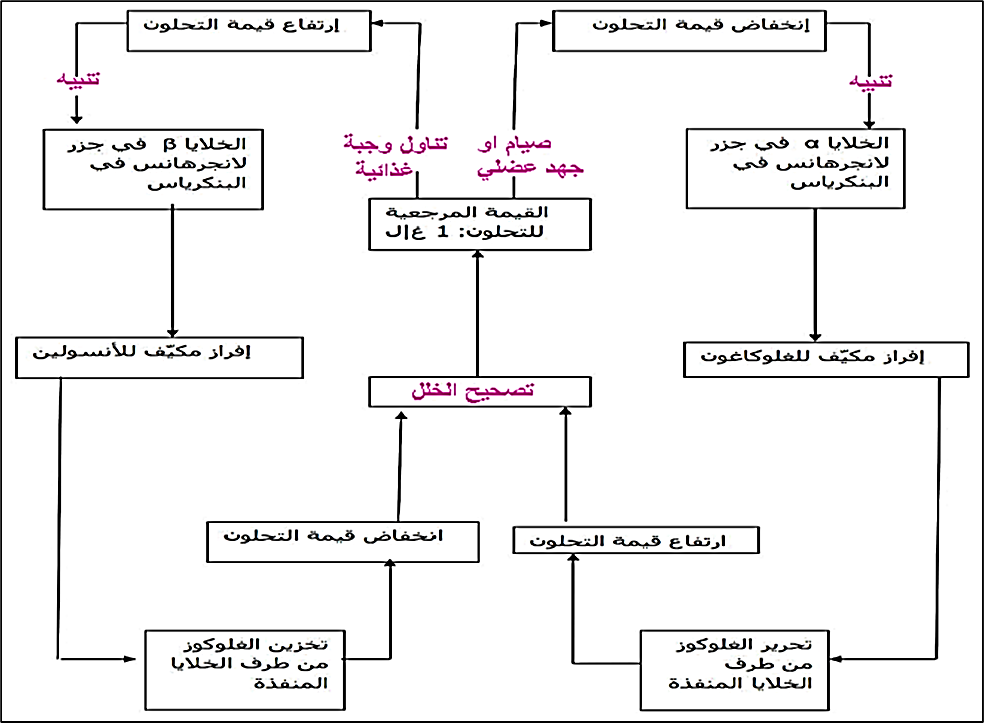 إنخفاض قيمة التحلون
إرتفاع قيمة التحلون
تنبيه
تنبيه
الخلايا α في جزر
لانجرهانس في
البنكرياس
الخلايا β في جزر
لانجرهانس في
البنكرياس
صيام او
جهد عضلي
تناول وجبة
غذائية
القيمة المرجعية
للتحلون: 1 غ|ل
إفراز مكيّف للغلوكاغون
إفراز مكيّف للأنسولين
تصحيح الخلل
ارتفاع قيمة التحلون
انخفاض قيمة التحلون
تحرير الغلوكوز
من طرف
الخلايا المنفذة
تخزين الغلوكوز
من طرف الخلايا
المنفذة